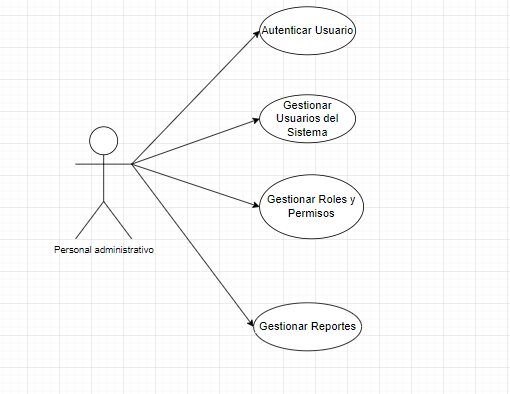 Autenticar Usuario
Gestionar
Usuarios del
Sistema
Gestionar Roles y
Permisos
Personal administrativo
Gestionar Reportes